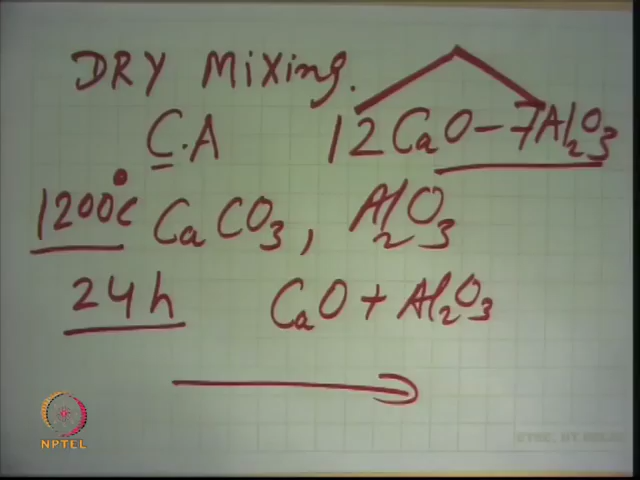 DRY Mixing.
C.A 12CaO-7Al2O3
1200°C CaCO3, Al2O3
24h CaO + Al2O3
NPTEL